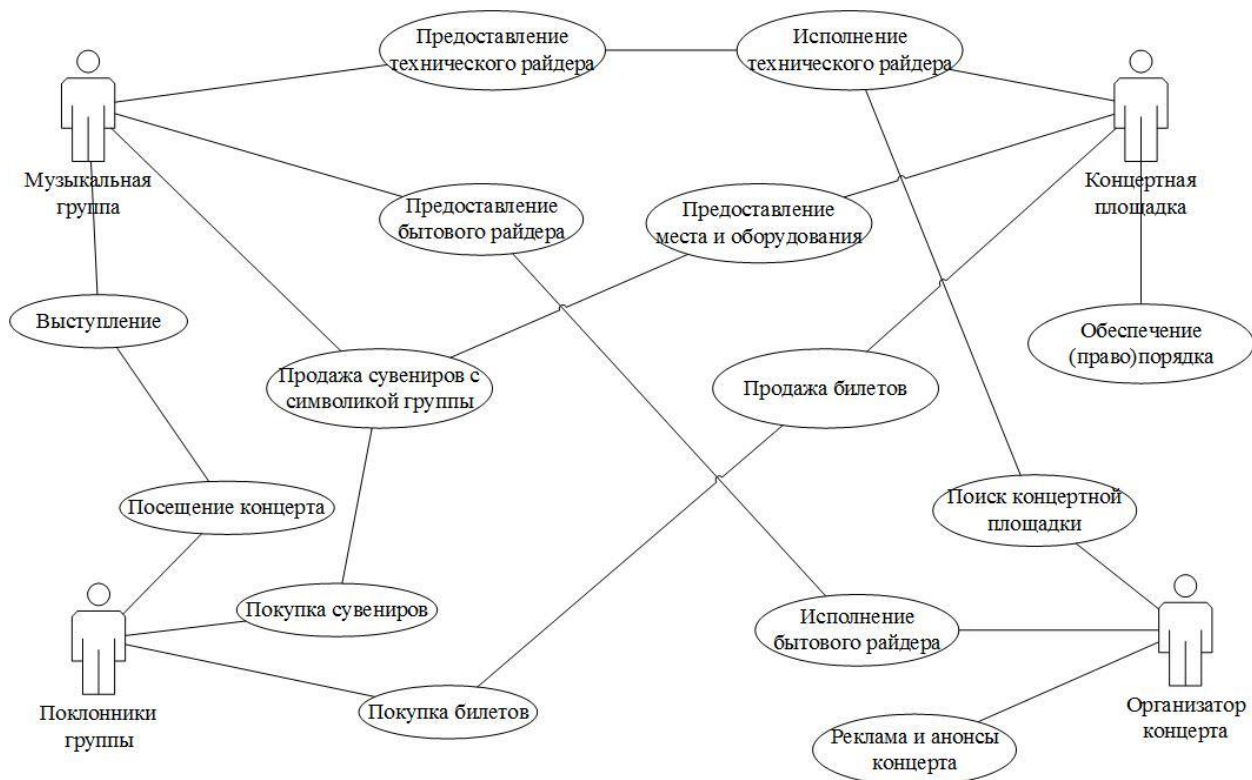 Предоставление
технического райдера
Исполнение
технического райдера
Музыкальная
группа
Концертная
площадка
Предоставление
бытового райдера
Предоставление
места и оборудования
Выступление
Обеспечение
(право)порядка
Продажа сувениров с
символикой группы
Продажа билетов
Посещение концерта
Поиск концертной
площадки
Покупка сувениров
Исполнение
бытового райдера
Поклонники
группы
Покупка билетов
Организатор
концерта
Реклама и анонсы
концерта